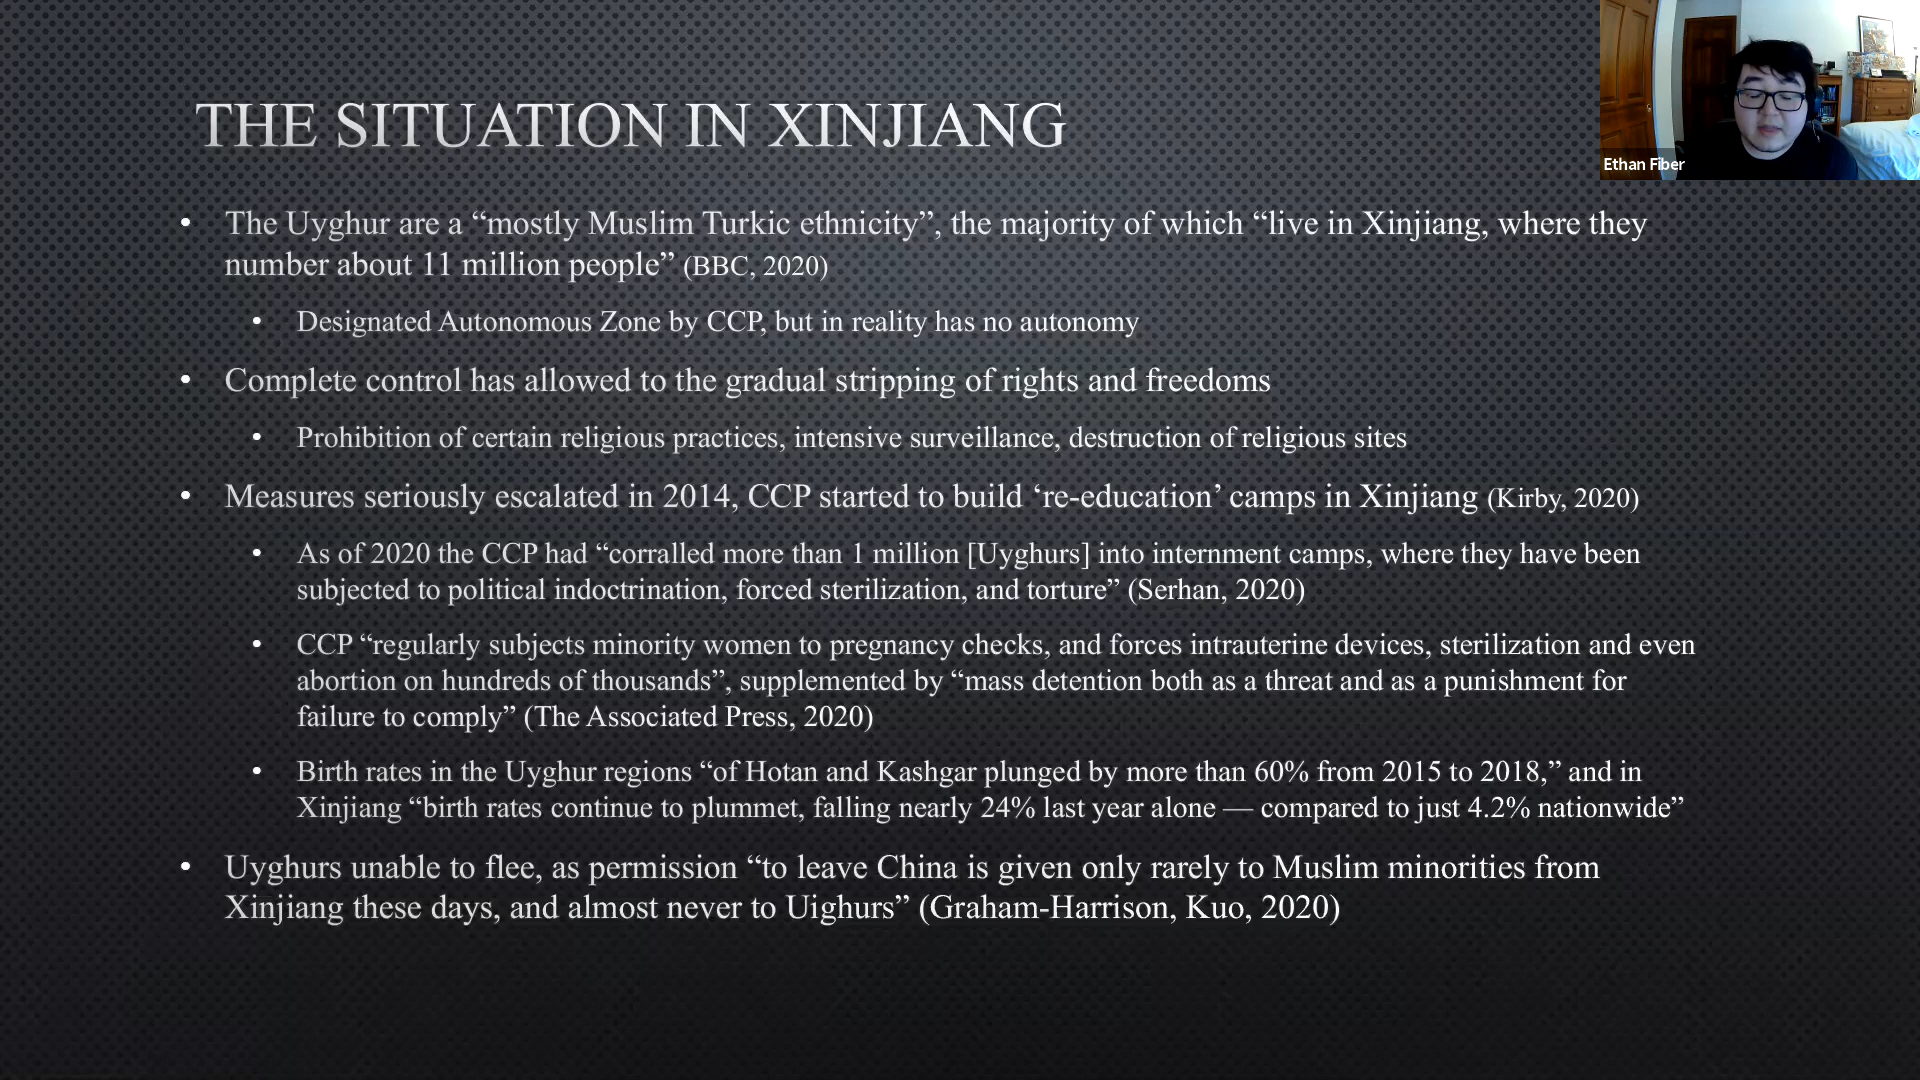 THE SITUATION IN XINJIANG
Ethan Fiber
• The Uyghur are a “mostly Muslim Turkic ethnicity”, the majority of which “live in Xinjiang, where they
number about 11 million people” (BBC, 2020)
• Designated Autonomous Zone by CCP, but in reality has no autonomy
• Complete control has allowed to the gradual stripping of rights and freedoms
• Prohibition of certain religious practices, intensive surveillance, destruction of religious sites
• Measures seriously escalated in 2014, CCP started to build ‘re-education’ camps in Xinjiang (Kirby, 2020)
• As of 2020 the CCP had “corralled more than 1 million [Uyghurs] into internment camps, where they have been
subjected to political indoctrination, forced sterilization, and torture” (Serhan, 2020)
• CCP “regularly subjects minority women to pregnancy checks, and forces intrauterine devices, sterilization and even
abortion on hundreds of thousands”, supplemented by “mass detention both as a threat and as a punishment for
failure to comply” (The Associated Press, 2020)
• Birth rates in the Uyghur regions “of Hotan and Kashgar plunged by more than 60% from 2015 to 2018,” and in
Xinjiang “birth rates continue to plummet, falling nearly 24% last year alone — compared to just 4.2% nationwide”
• Uyghurs unable to flee, as permission “to leave China is given only rarely to Muslim minorities from
Xinjiang these days, and almost never to Uighurs” (Graham-Harrison, Kuo, 2020)